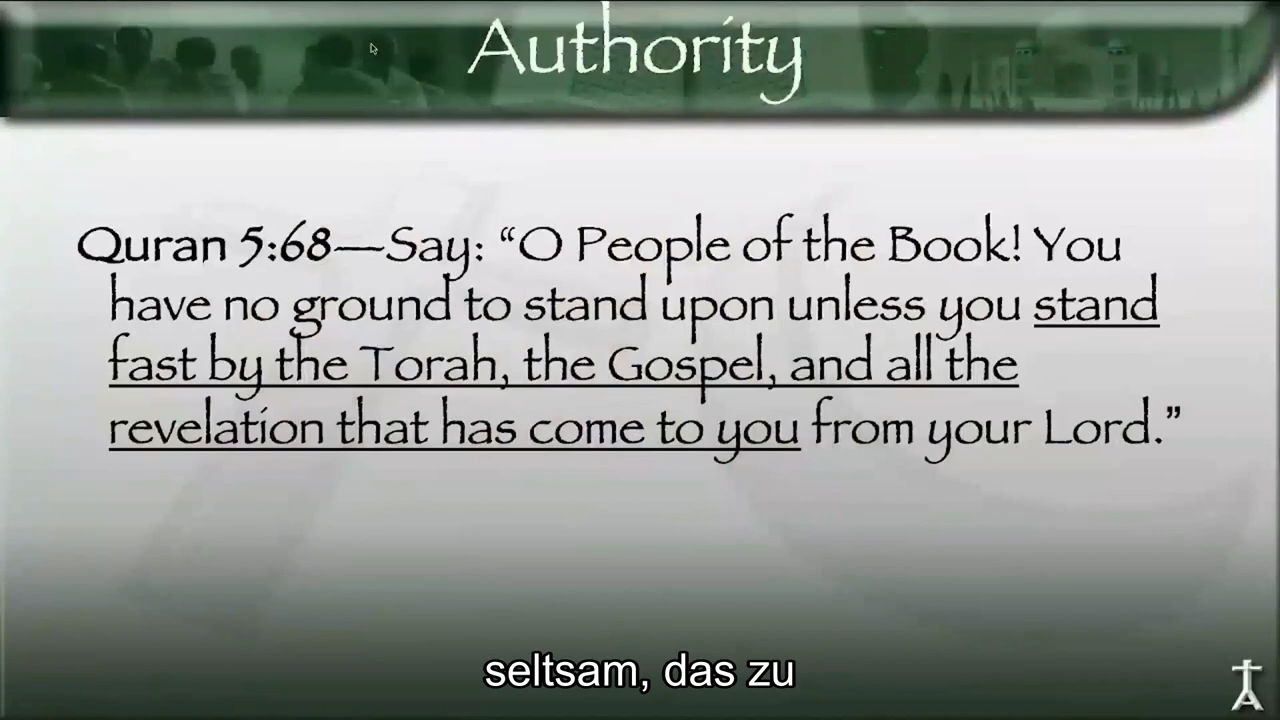 Authority
Quran 5:68—Say: “O People of the Book! You
have no ground to stand upon unless you stand
fast by the Torah, the Gospel, and all the
revelation that has come to you from your Lord.”
seltsam, das zu